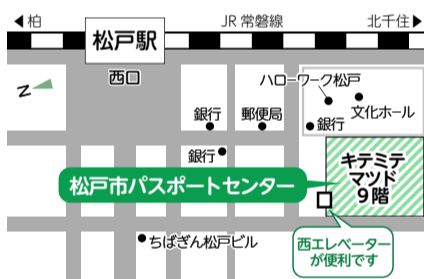 ◀柏
JR常磐線
北千住▶
松戸駅
西口
N
ハローワーク松戸
文化ホール
銀行
郵便局
銀行
銀行
キテミテ
マツド
9階
松戸市パスポートセンター
ちばぎん松戸ビル
西エレベーター
が便利です